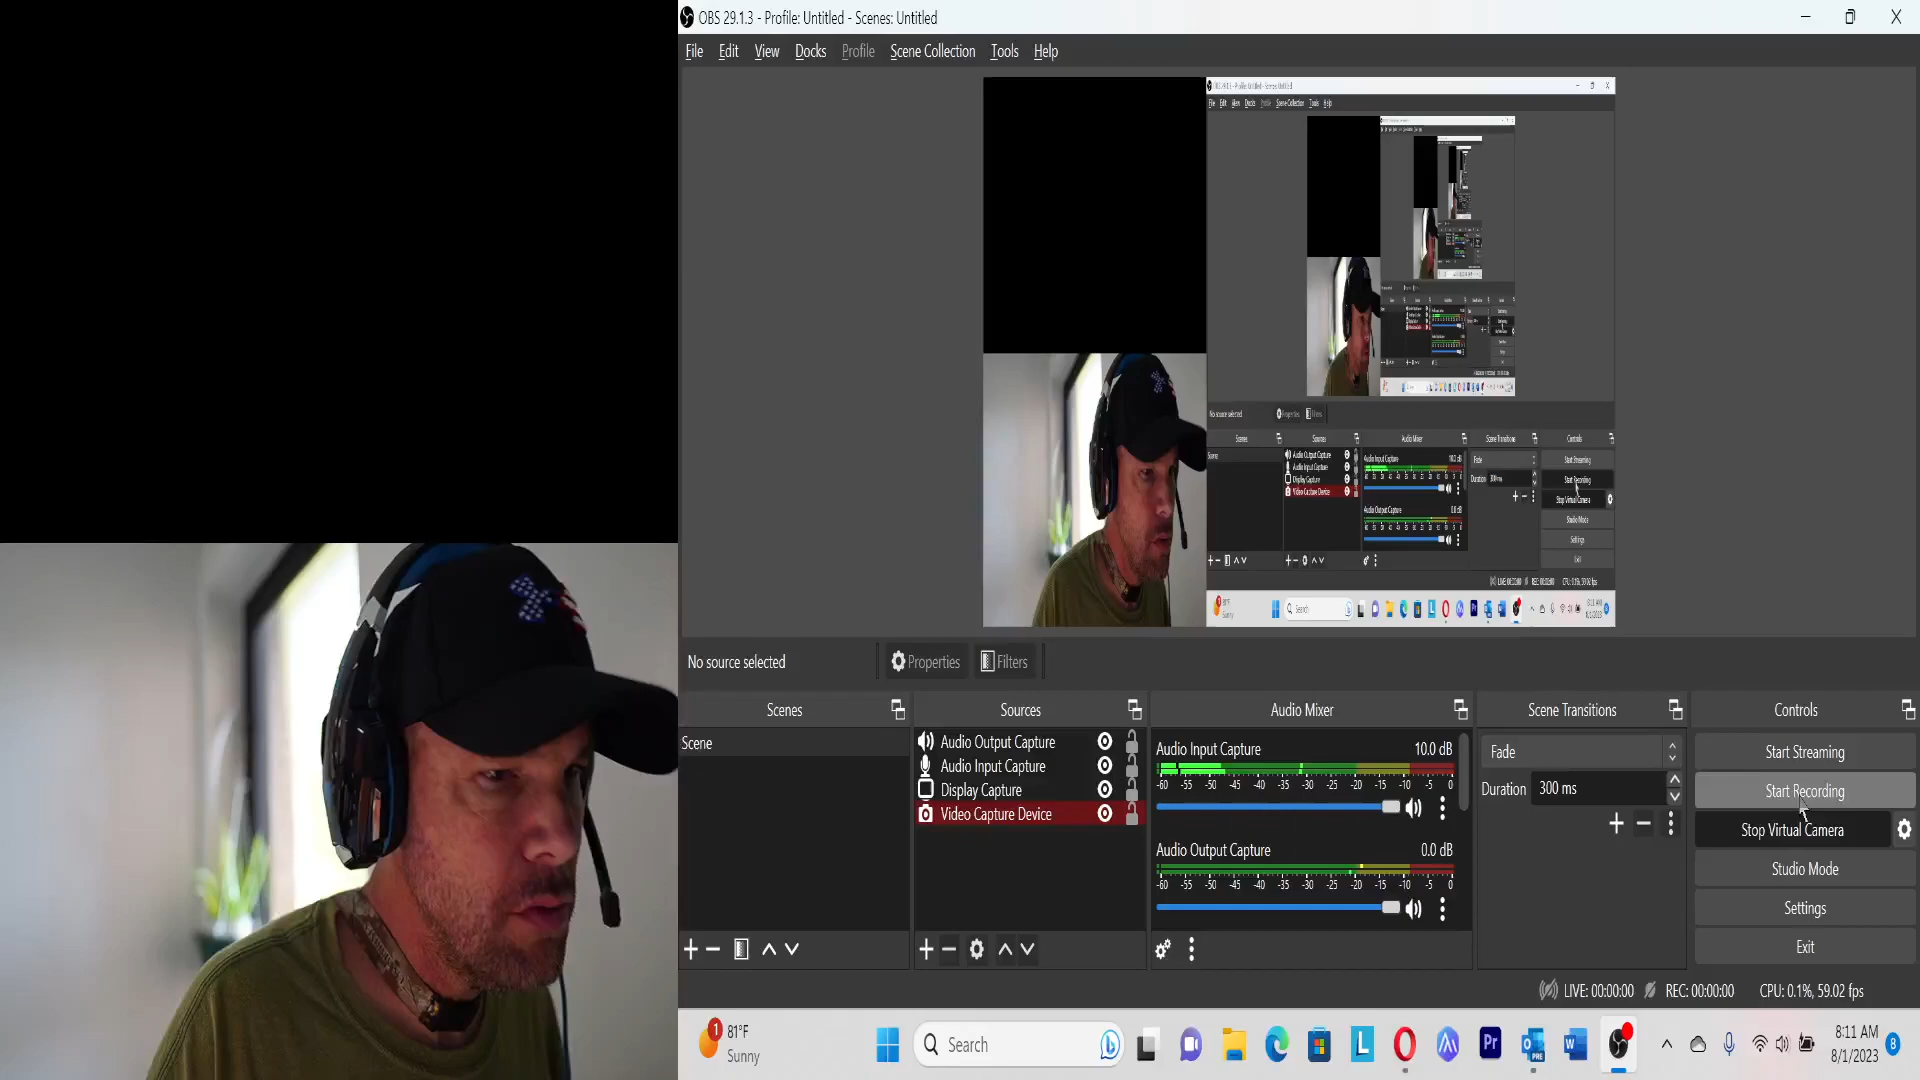 OBS 29.1.3 - Profile: Untitled - Scenes: Untitled
File Edit View Docks Profile Scene Collection Tools Help
No source selected
Properties
Filters
Scenes
Sources
Audio Mixer
Scene Transitions
Controls
Scene
Audio Output Capture
Audio Input Capture
Display Capture
Video Capture Device
Audio Input Capture 10.0 dB
-60 -55 -50 -45 -40 -35 -30 -25 -20 -15 -10 -5 0
Audio Output Capture 0.0 dB
-60 -55 -50 -45 -40 -35 -30 -25 -20 -15 -10 -5 0
Fade
Duration 300 ms
Start Streaming
Start Recording
Stop Virtual Camera
Studio Mode
Settings
Exit
LIVE: 00:00:00 REC: 00:00:00 CPU: 0.1%, 59.02 fps
1
81°F
Sunny
Search
L
Pr
PRE
8:11 AM
8/1/2023
8